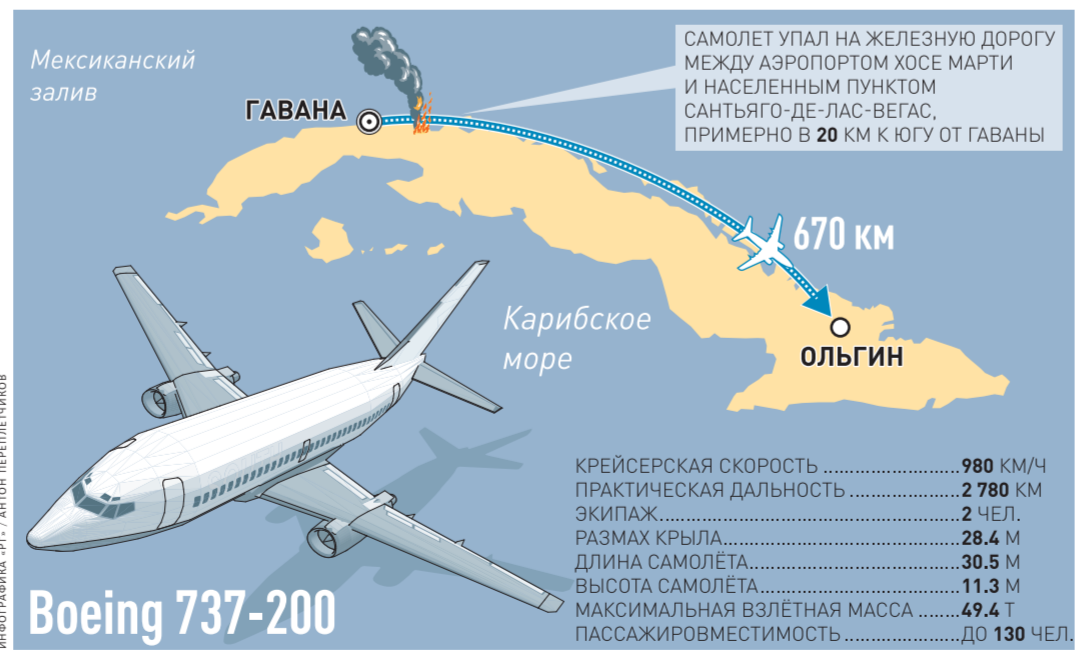 Мексиканский
залив
ГАВАНА
САМОЛЕТ УПАЛ НА ЖЕЛЕЗНУЮ ДОРОГУ
МЕЖДУ АЭРОПОРТОМ ХОСЕ МАРТИ
И НАСЕЛЕННЫМ ПУНКТОМ
САНТЬЯГО-ДЕ-ЛАС-ВЕГАС,
ПРИМЕРНО В 20 КМ К ЮГУ ОТ ГАВАНЫ
670 КМ
Карибское
море
ОЛЬГИН
КРЕЙСЕРСКАЯ СКОРОСТЬ ..................980 КМ/Ч
ПРАКТИЧЕСКАЯ ДАЛЬНОСТЬ ..............2 780 КМ
ЭКИПАЖ.......................................2 ЧЕЛ.
РАЗМАХ КРЫЛА..............................28.4 М
ДЛИНА САМОЛЁТА..........................30.5 М
ВЫСОТА САМОЛЁТА.........................11.3 М
МАКСИМАЛЬНАЯ ВЗЛЁТНАЯ МАССА ......49.4 Т
ПАССАЖИРОВМЕСТИМОСТЬ ...............ДО 130 ЧЕЛ.
Boeing 737-200
ИНФОГРАФИКА «РГ» / АНТОН ПЕРЕПЛЕТЧИКОВ